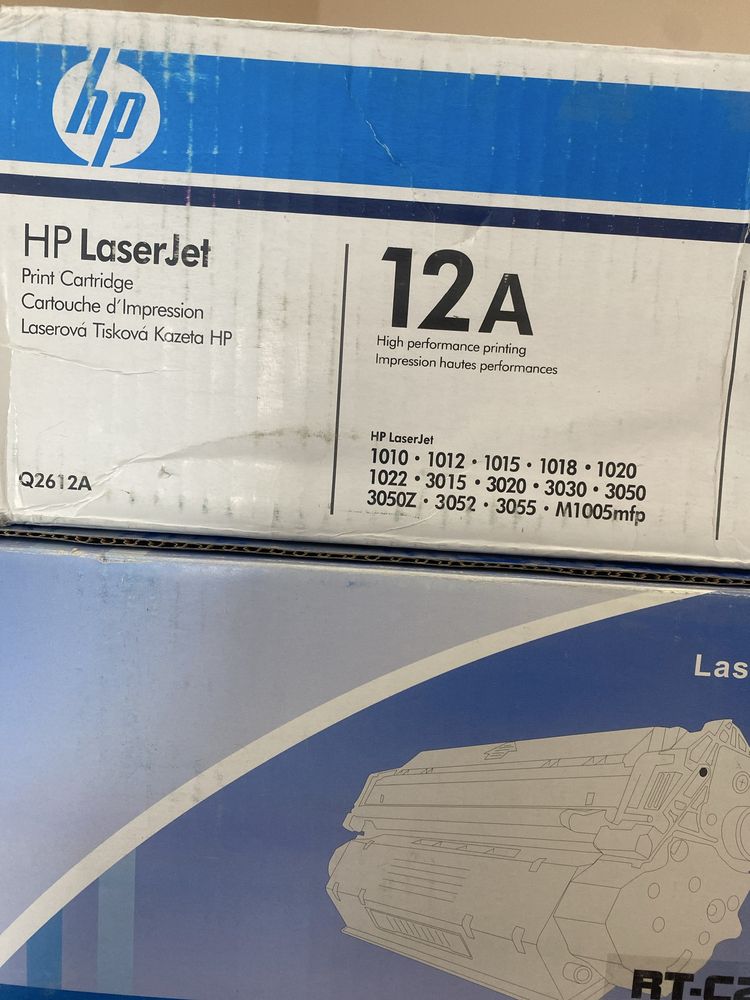 hp
HP LaserJet
Print Cartridge
Cartouche d'Impression
Laserová Tisková Kazeta HP
Q2612A
12A
High performance printing
Impression hautes performances
HP LaserJet
1010 • 1012 • 1015 • 1018 • 1020
1022 • 3015 • 3020 • 3030 • 3050
3050Z • 3052 • 3055 • M1005mfp
Las
RT-C